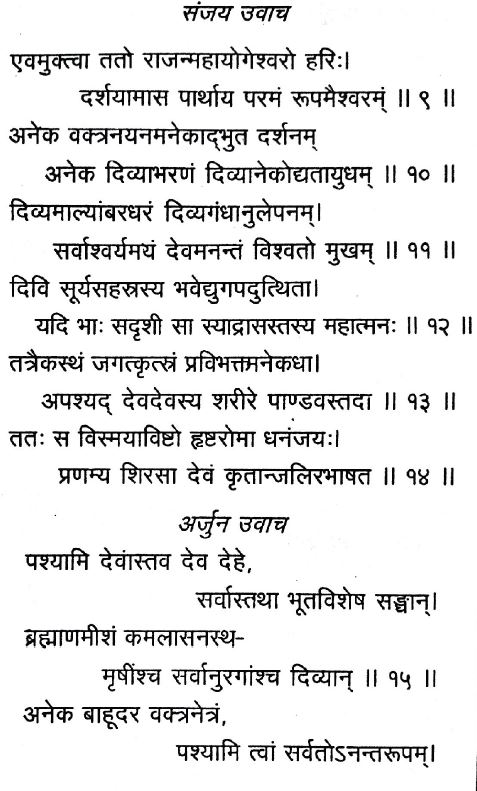 संजय उवाच
एवमुक्त्वा ततो राजन्महायोगेश्वरो हरिः।
दर्शयामास पार्थाय परमं रूपमैश्वरमं ॥ ९ ॥
अनेक वक्त्रनयनमनेकाद्भुत दर्शनम्
अनेक दिव्याभरणं दिव्यानेकोद्यतायुधम् ॥ १० ॥
दिव्यमाल्यांबरधरं दिव्यगंधानुलेपनम्।
सर्वाश्वर्यमयं देवमनन्तं विश्वतो मुखम् ॥ ११ ॥
दिवि सूर्यसहस्रस्य भवेद्युगपदुत्थिता।
यदि भाः सदृशी सा स्याद्रासस्तस्य महात्मनः ॥ १२ ॥
तत्रैकस्थं जगत्कृत्स्नं प्रविभक्तमनेकधा।
अपश्यद् देवदेवस्य शरीरे पाण्डवस्तदा ॥ १३ ॥
ततः स विस्मयाविष्टो हृष्टरोमा धनंजयः।
प्रणम्य शिरसा देवं कृतान्जलिरभाषत ॥ १४ ॥
अर्जुन उवाच
पश्यामि देवांस्तव देव देहे,
सर्वास्तथा भूतविशेष सङ्घान्।
ब्रह्माणमीशं कमलासनस्थ-
मृषींश्च सर्वानुरगांश्च दिव्यान् ॥ १५ ॥
अनेक बाहूदर वक्त्रनेत्रं,
पश्यामि त्वां सर्वतोऽनन्तरूपम्।